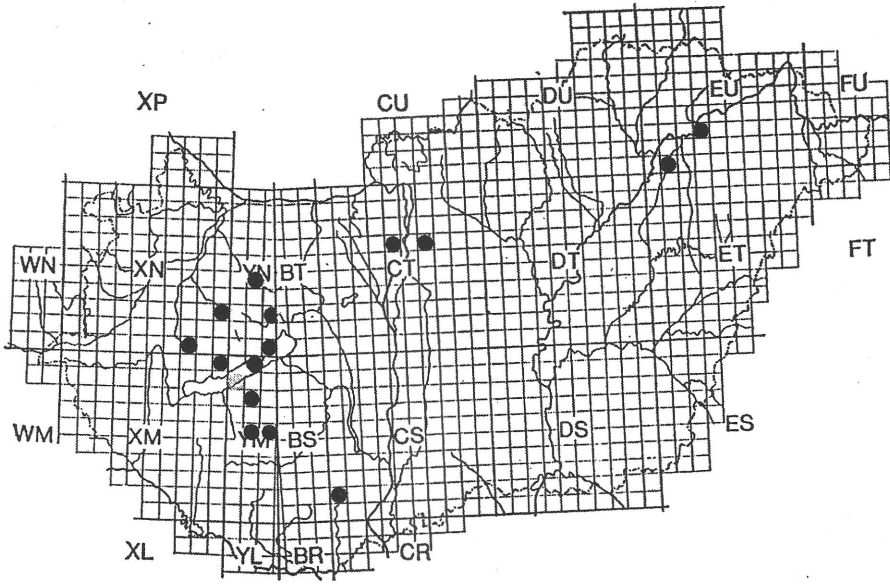 XP CU DU EU FU
WN XN YN BT CT DT ET FT
WM XM YM BS CS DS ES
XL YL BR CR